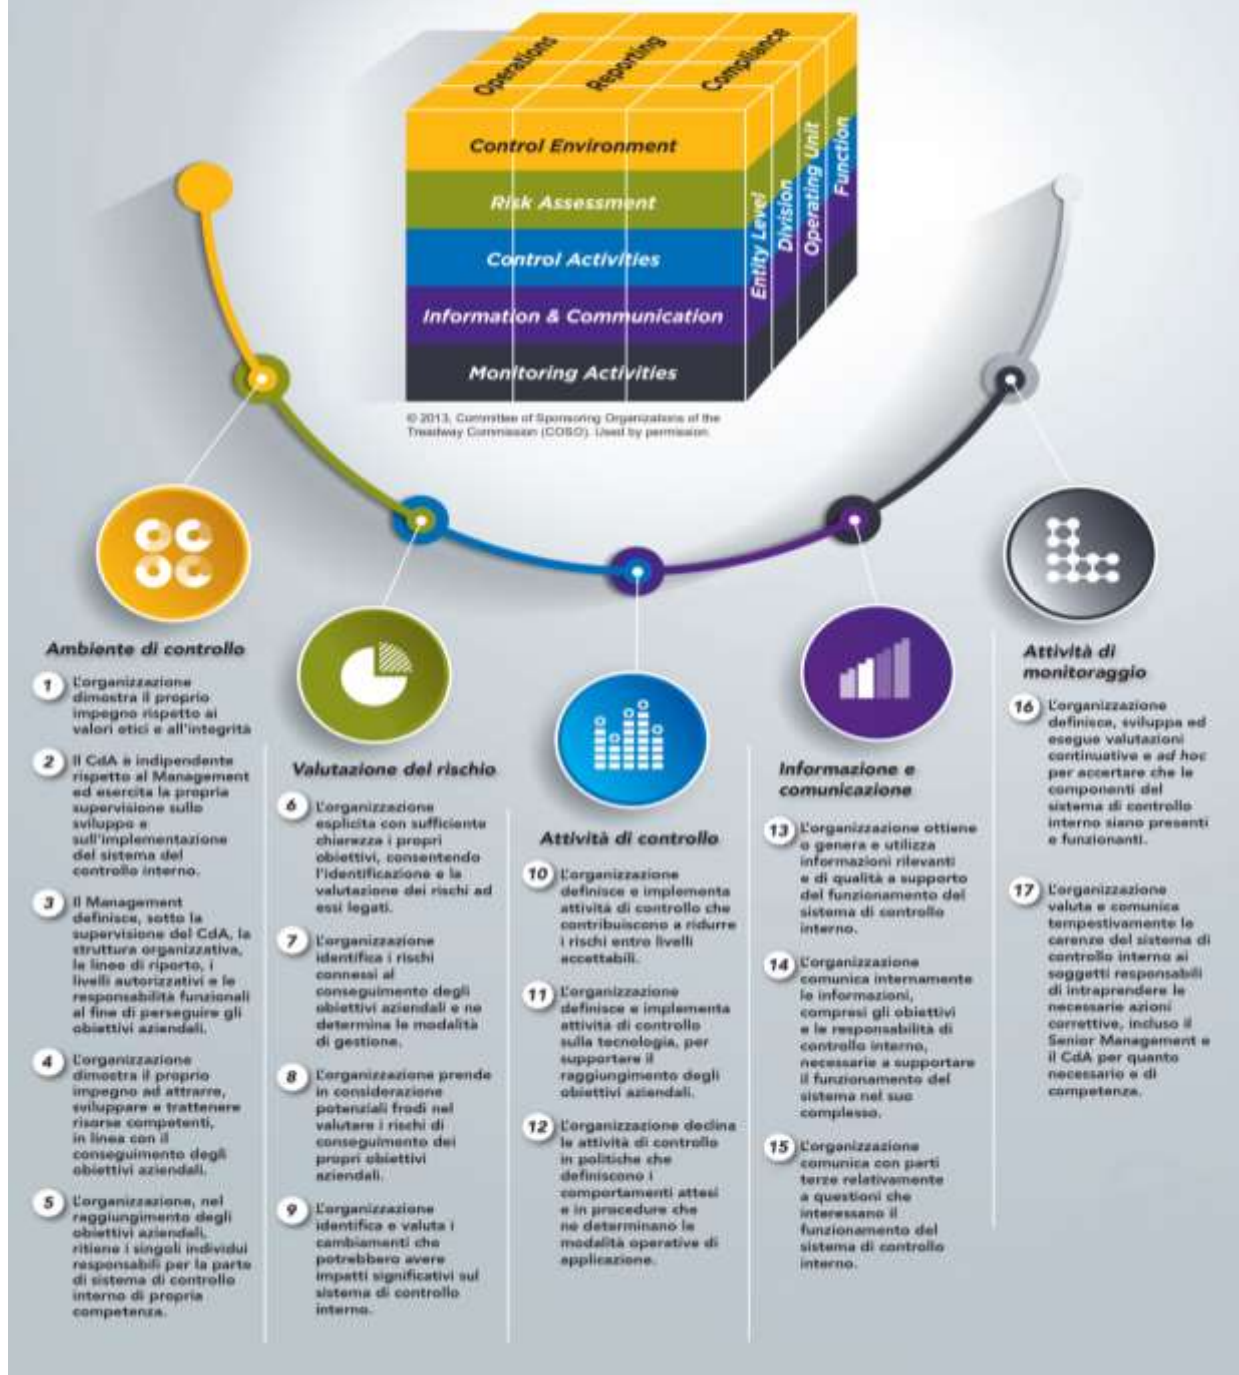 Operations
Reporting
Compliance
Control Environment
Risk Assessment
Control Activities
Information & Communication
Monitoring Activities
Entity Level
Division
Operating Unit
Function
© 2013, Committee of Sponsoring Organizations of the
Treadway Commission (COSO). Used by permission.
Ambiente di controllo
1 L'organizzazione
dimostra il proprio
impegno rispetto ai
valori etici e all'integrità
2 Il CdA è indipendente
rispetto al Management
ed esercita la propria
supervisione sullo
sviluppo e
sull'implementazione
del sistema del
controllo interno.
3 Il Management
definisce, sotto la
supervisione del CdA, la
struttura organizzativa,
le linee di riporto, i
livelli autorizzativi e le
responsabilità funzionali
al fine di perseguire gli
obiettivi aziendali.
4 L'organizzazione
dimostra il proprio
impegno ad attrarre,
sviluppare e trattenere
risorse competenti,
in linea con il
conseguimento degli
obiettivi aziendali.
5 L'organizzazione, nel
raggiungimento degli
obiettivi aziendali,
ritiene i singoli individui
responsabili per la parte
di sistema di controllo
interno di propria
competenza.
Valutazione del rischio
6 L'organizzazione
esplicita con sufficiente
chiarezza i propri
obiettivi, consentendo
l'identificazione e la
valutazione dei rischi ad
essi legati.
7 L'organizzazione
identifica i rischi
connessi al
conseguimento degli
obiettivi aziendali e ne
determina le modalità
di gestione.
8 L'organizzazione prende
in considerazione
potenziali frodi nel
valutare i rischi di
conseguimento dei
propri obiettivi
aziendali.
9 L'organizzazione
identifica e valuta i
cambiamenti che
potrebbero avere
impatti significativi sul
sistema di controllo
interno.
Attività di controllo
10 L'organizzazione
definisce e implementa
attività di controllo che
contribuiscono a ridurre
i rischi entro livelli
accettabili.
11 L'organizzazione
definisce e implementa
attività di controllo
sulla tecnologia, per
supportare il
raggiungimento degli
obiettivi aziendali.
12 L'organizzazione declina
le attività di controllo
in politiche che
definiscono i
comportamenti attesi
e in procedure che
ne determinano le
modalità operative di
applicazione.
Informazione e
comunicazione
13 L'organizzazione ottiene
o genera e utilizza
informazioni rilevanti
e di qualità a supporto
del funzionamento del
sistema di controllo
interno.
14 L'organizzazione
comunica internamente
le informazioni,
compresi gli obiettivi
e le responsabilità di
controllo interno,
necessarie a supportare
il funzionamento del
sistema nel suo
complesso.
15 L'organizzazione
comunica con parti
terze relativamente
a questioni che
interessano il
funzionamento del
sistema di controllo
interno.
Attività di
monitoraggio
16 L'organizzazione
definisce, sviluppa ed
esegue valutazioni
continuative e ad hoc
per accertare che le
componenti del
sistema di controllo
interno siano presenti
e funzionanti.
17 L'organizzazione
valuta e comunica
tempestivamente le
carenze del sistema di
controllo interno ai
soggetti responsabili
di intraprendere le
necessarie azioni
correttive, incluso il
Senior Management e
il CdA per quanto
necessario e di
competenza.